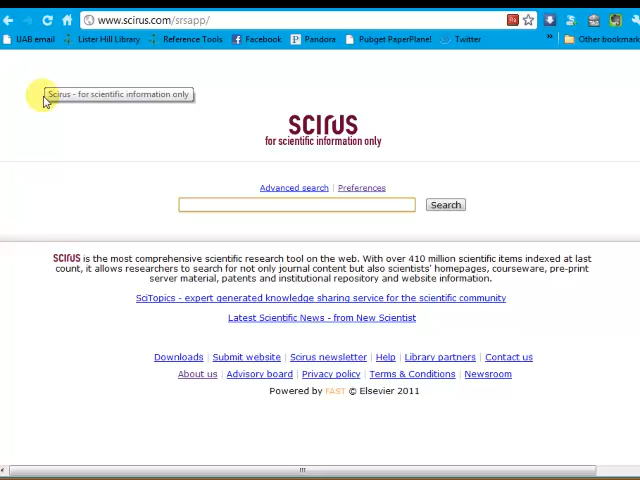 www.scirus.com/srsapp/
UAB email Lister Hill Library Reference Tools Facebook P Pandora Pubget PaperPlane! Twitter » Other bookmark
Scirus - for scientific information only
SCIRUS
for scientific information only
Advanced search | Preferences
Search
SCIRUS is the most comprehensive scientific research tool on the web. With over 410 million scientific items indexed at last
count, it allows researchers to search for not only journal content but also scientists' homepages, courseware, pre-print
server material, patents and institutional repository and website information.
SciTopics - expert generated knowledge sharing service for the scientific community
Latest Scientific News - from New Scientist
Downloads | Submit website | Scirus newsletter | Help | Library partners | Contact us
About us | Advisory board | Privacy policy | Terms & Conditions | Newsroom
Powered by FAST © Elsevier 2011